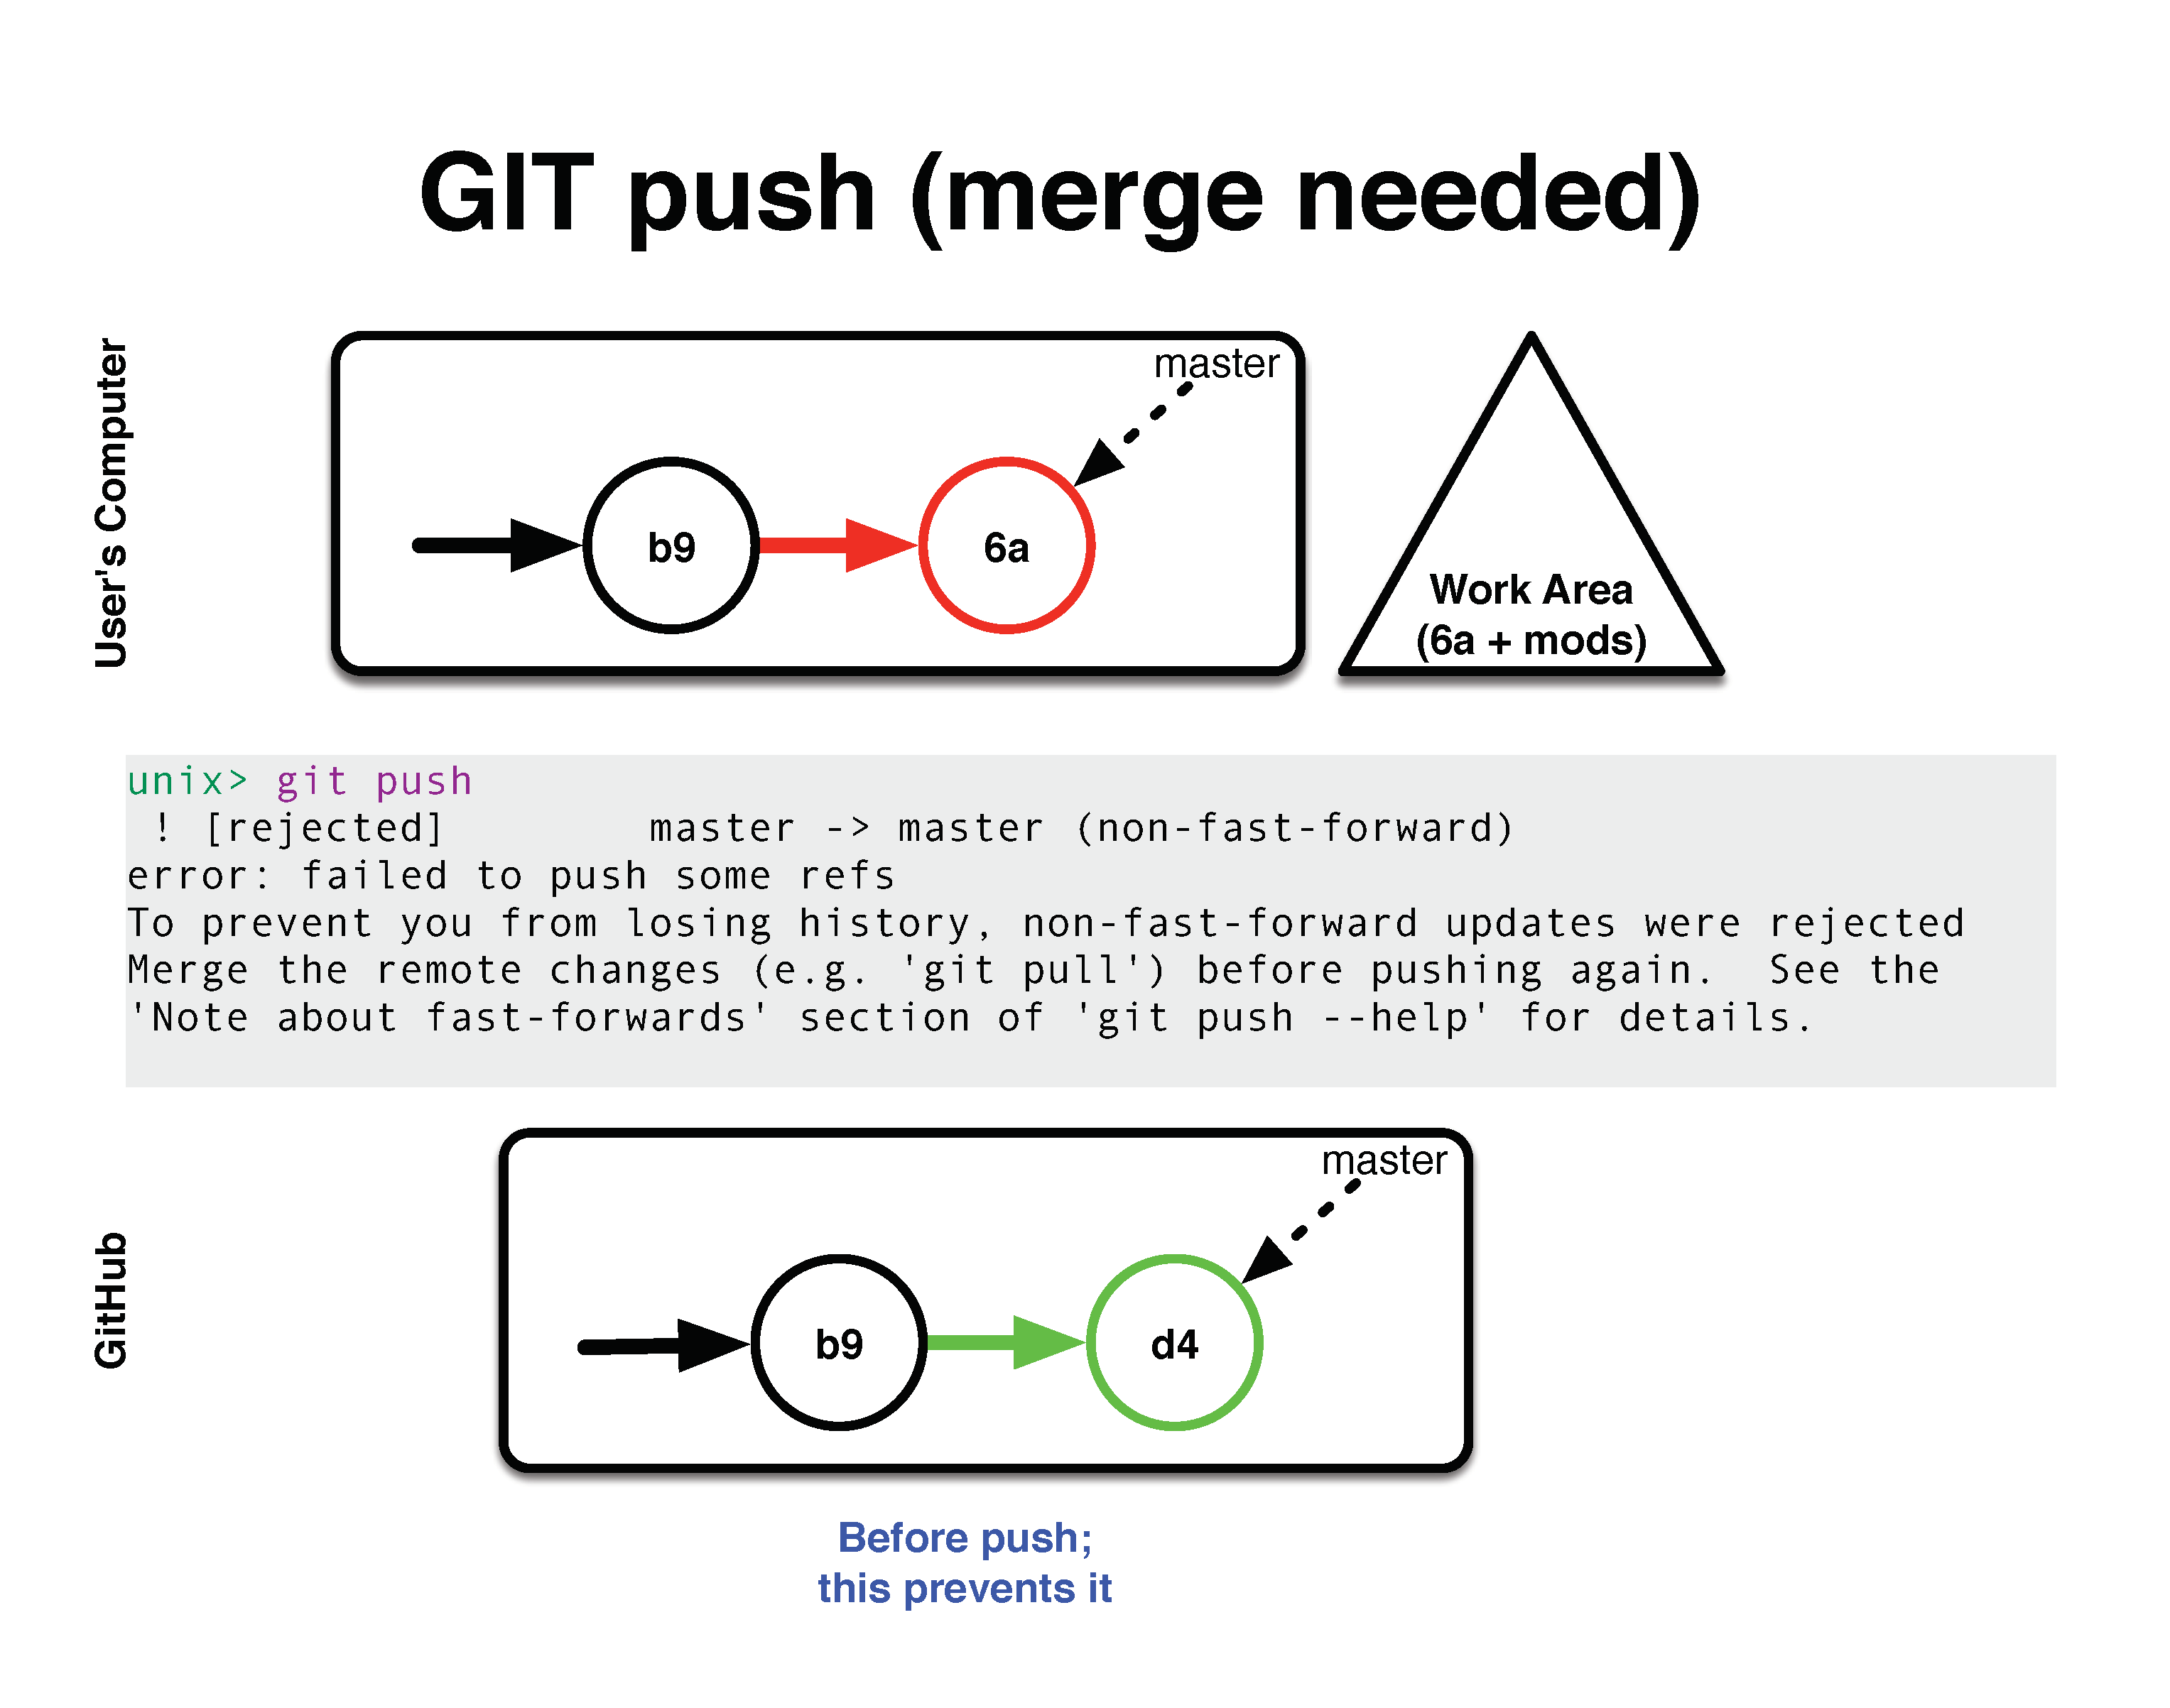 GIT push (merge needed)
User's Computer
master
b9
6a
Work Area
(6a + mods)
unix> git push
 ! [rejected]        master -> master (non-fast-forward)
error: failed to push some refs
To prevent you from losing history, non-fast-forward updates were rejected
Merge the remote changes (e.g. 'git pull') before pushing again.  See the
'Note about fast-forwards' section of 'git push --help' for details.
GitHub
master
b9
d4
Before push;
this prevents it